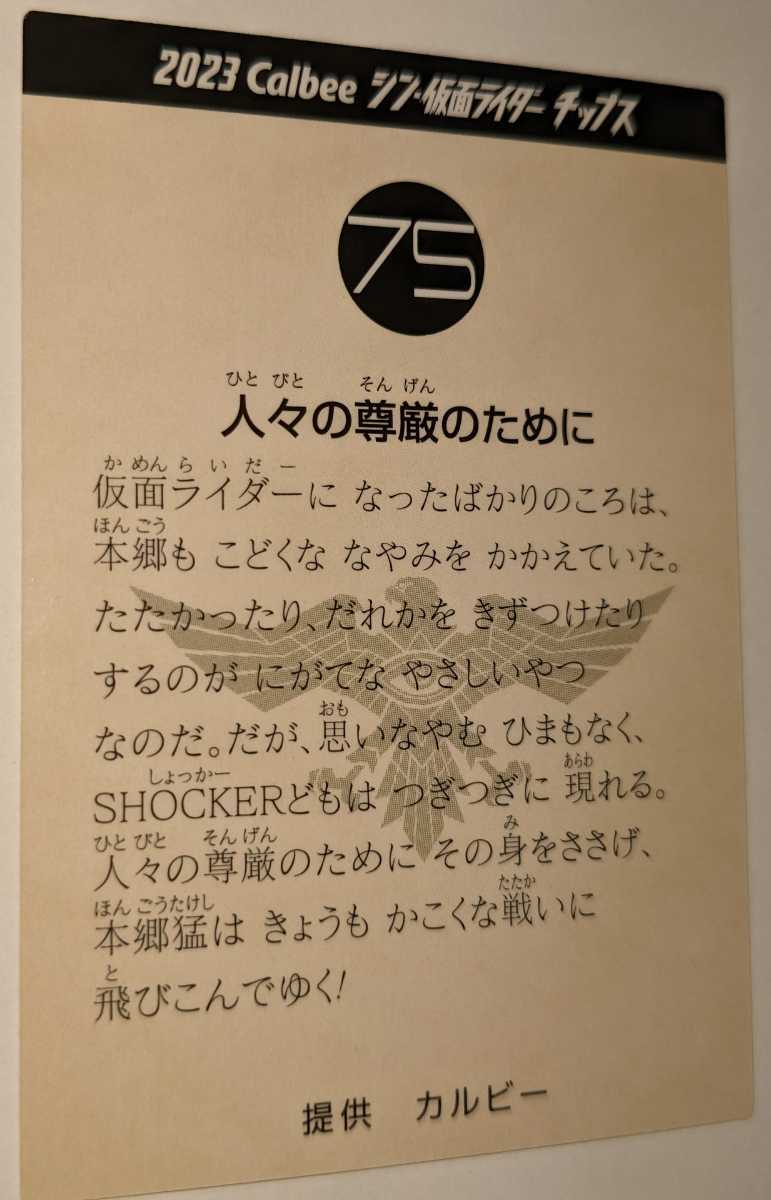 2023 Calbee シン・仮面ライダー チップス
75
ひと びと そん げん
人々の尊厳のために
か めん ら い だ ー
仮面ライダーに なったばかりのころは、
ほん ごう
本郷も こどくな なやみを かかえていた。
たたかったり、だれかを きずつけたり
するのが にがてな やさしいやつ
おも
なのだ。だが、思いなやむ ひまもなく、
しょっかー あらわ
SHOCKERどもは つぎつぎに 現れる。
ひと びと そん げん み
人々の尊厳のために その身をささげ、
ほん ごうたけし たたか
本郷猛は きょうも かこくな戦いに
と
飛びこんでゆく!
提供 カルビー